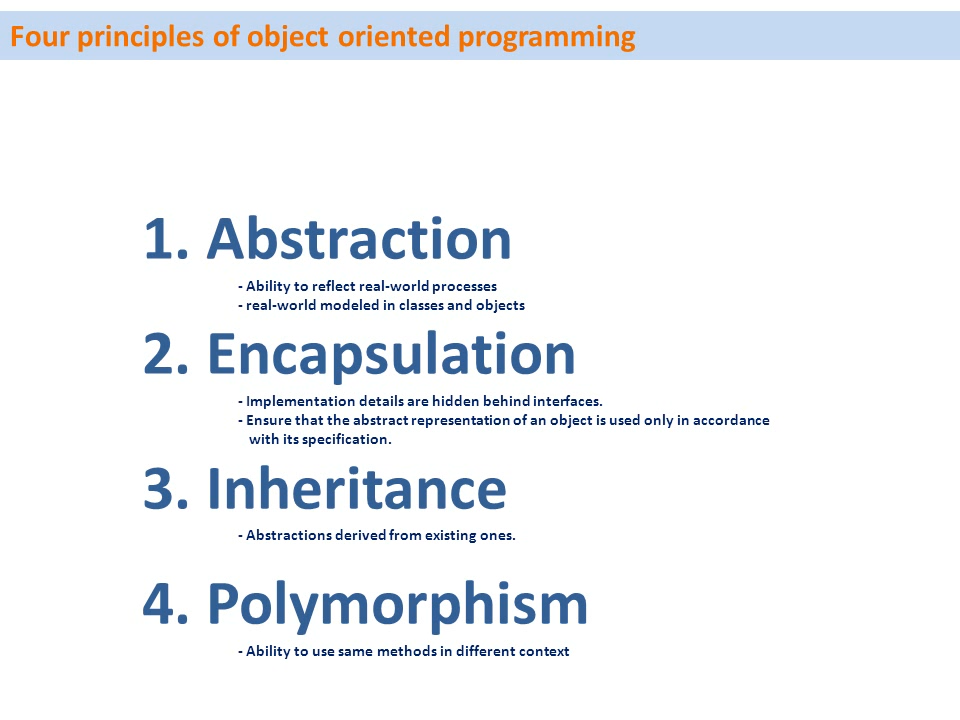 Four principles of object oriented programming
1. Abstraction
- Ability to reflect real-world processes
- real-world modeled in classes and objects
2. Encapsulation
- Implementation details are hidden behind interfaces.
- Ensure that the abstract representation of an object is used only in accordance
with its specification.
3. Inheritance
- Abstractions derived from existing ones.
4. Polymorphism
- Ability to use same methods in different context